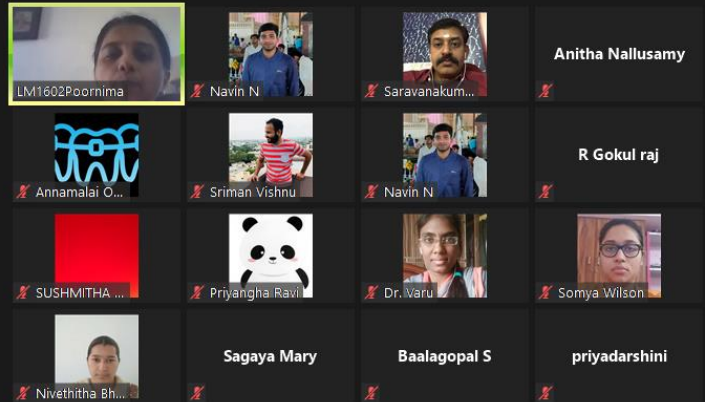 LM1602Poornima
Navin N
Saravanakum...
Anitha Nallusamy
Annamalai O...
Sriman Vishnu
Navin N
R Gokul raj
SUSHMITHA ...
Priyangha Ravi
Dr. Varu
Somya Wilson
Nivethitha Bh...
Sagaya Mary
Baalagopal S
priyadarshini